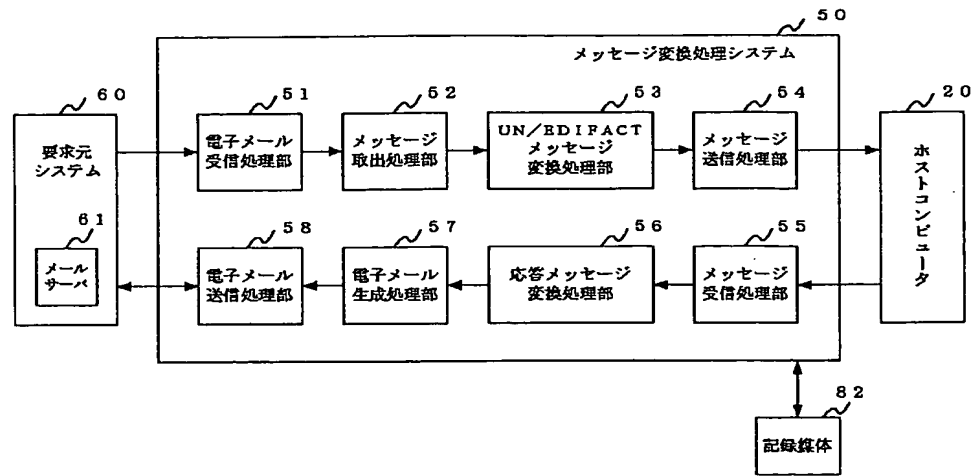 50
メッセージ変換処理システム
60
要求元
システム
61
メール
サーバ
51
電子メール
受信処理部
52
メッセージ
取出処理部
53
UN/EDIFACT
メッセージ
変換処理部
54
メッセージ
送信処理部
20
ホストコンピュータ
58
電子メール
送信処理部
57
電子メール
生成処理部
56
応答メッセージ
変換処理部
55
メッセージ
受信処理部
82
記録媒体